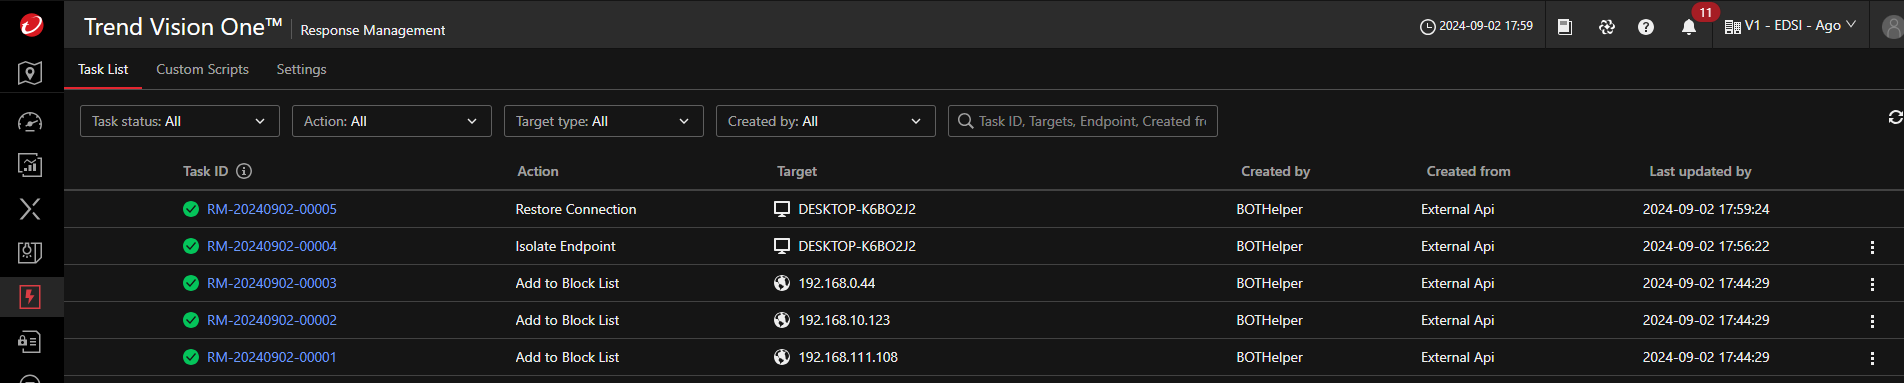 Trend Vision One™ Response Management 2024-09-02 17:59 11 V1 - EDSI - Ago
Task List Custom Scripts Settings
Task status: All Action: All Target type: All Created by: All Task ID, Targets, Endpoint, Created fr
Task ID Action Target Created by Created from Last updated by
RM-20240902-00005 Restore Connection DESKTOP-K6BO2J2 BOTHelper External Api 2024-09-02 17:59:24
RM-20240902-00004 Isolate Endpoint DESKTOP-K6BO2J2 BOTHelper External Api 2024-09-02 17:56:22
RM-20240902-00003 Add to Block List 192.168.0.44 BOTHelper External Api 2024-09-02 17:44:29
RM-20240902-00002 Add to Block List 192.168.10.123 BOTHelper External Api 2024-09-02 17:44:29
RM-20240902-00001 Add to Block List 192.168.111.108 BOTHelper External Api 2024-09-02 17:44:29